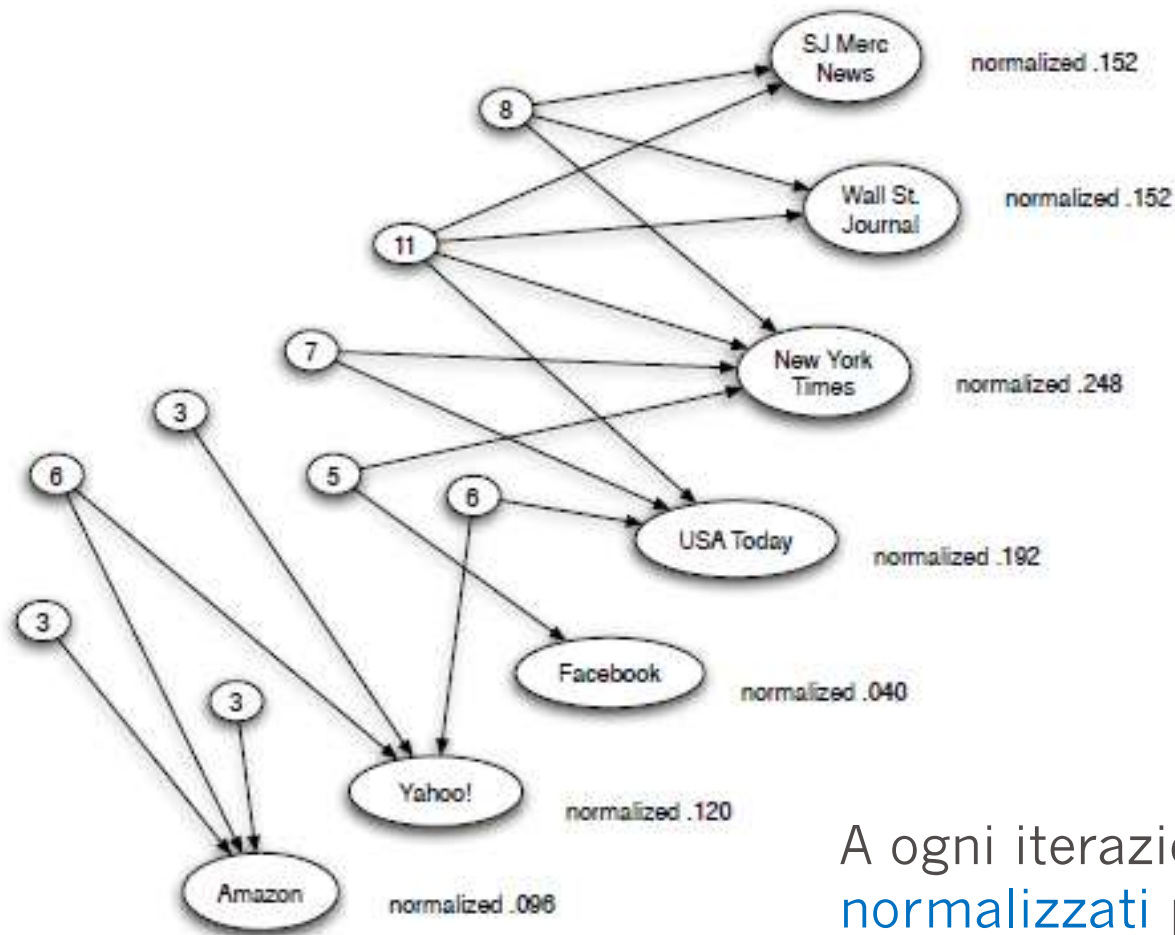 SJ Merc
News
normalized .152
8
Wall St.
Journal
normalized .152
11
New York
Times
normalized .248
7
3
6
5
6
USA Today
normalized .192
3
Facebook
normalized .040
3
Yahoo!
normalized .120
Amazon
normalized .096
A ogni
normalizzati